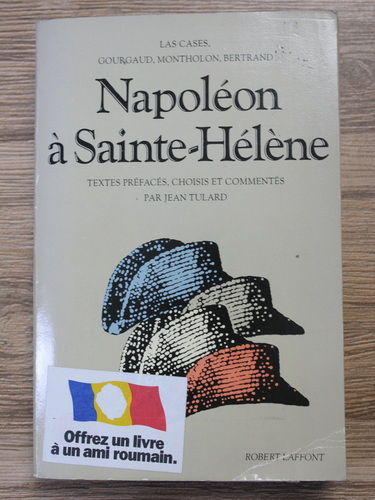 LAS CASES,
GOURGAUD, MONTHOLON, BERTRAND
Napoléon
à Sainte-Hélène
TEXTES PRÉFACÉS, CHOISIS ET COMMENTÉS
PAR JEAN TULARD
Offrez un livre
à un ami roumain.
ROBERT LAFFONT